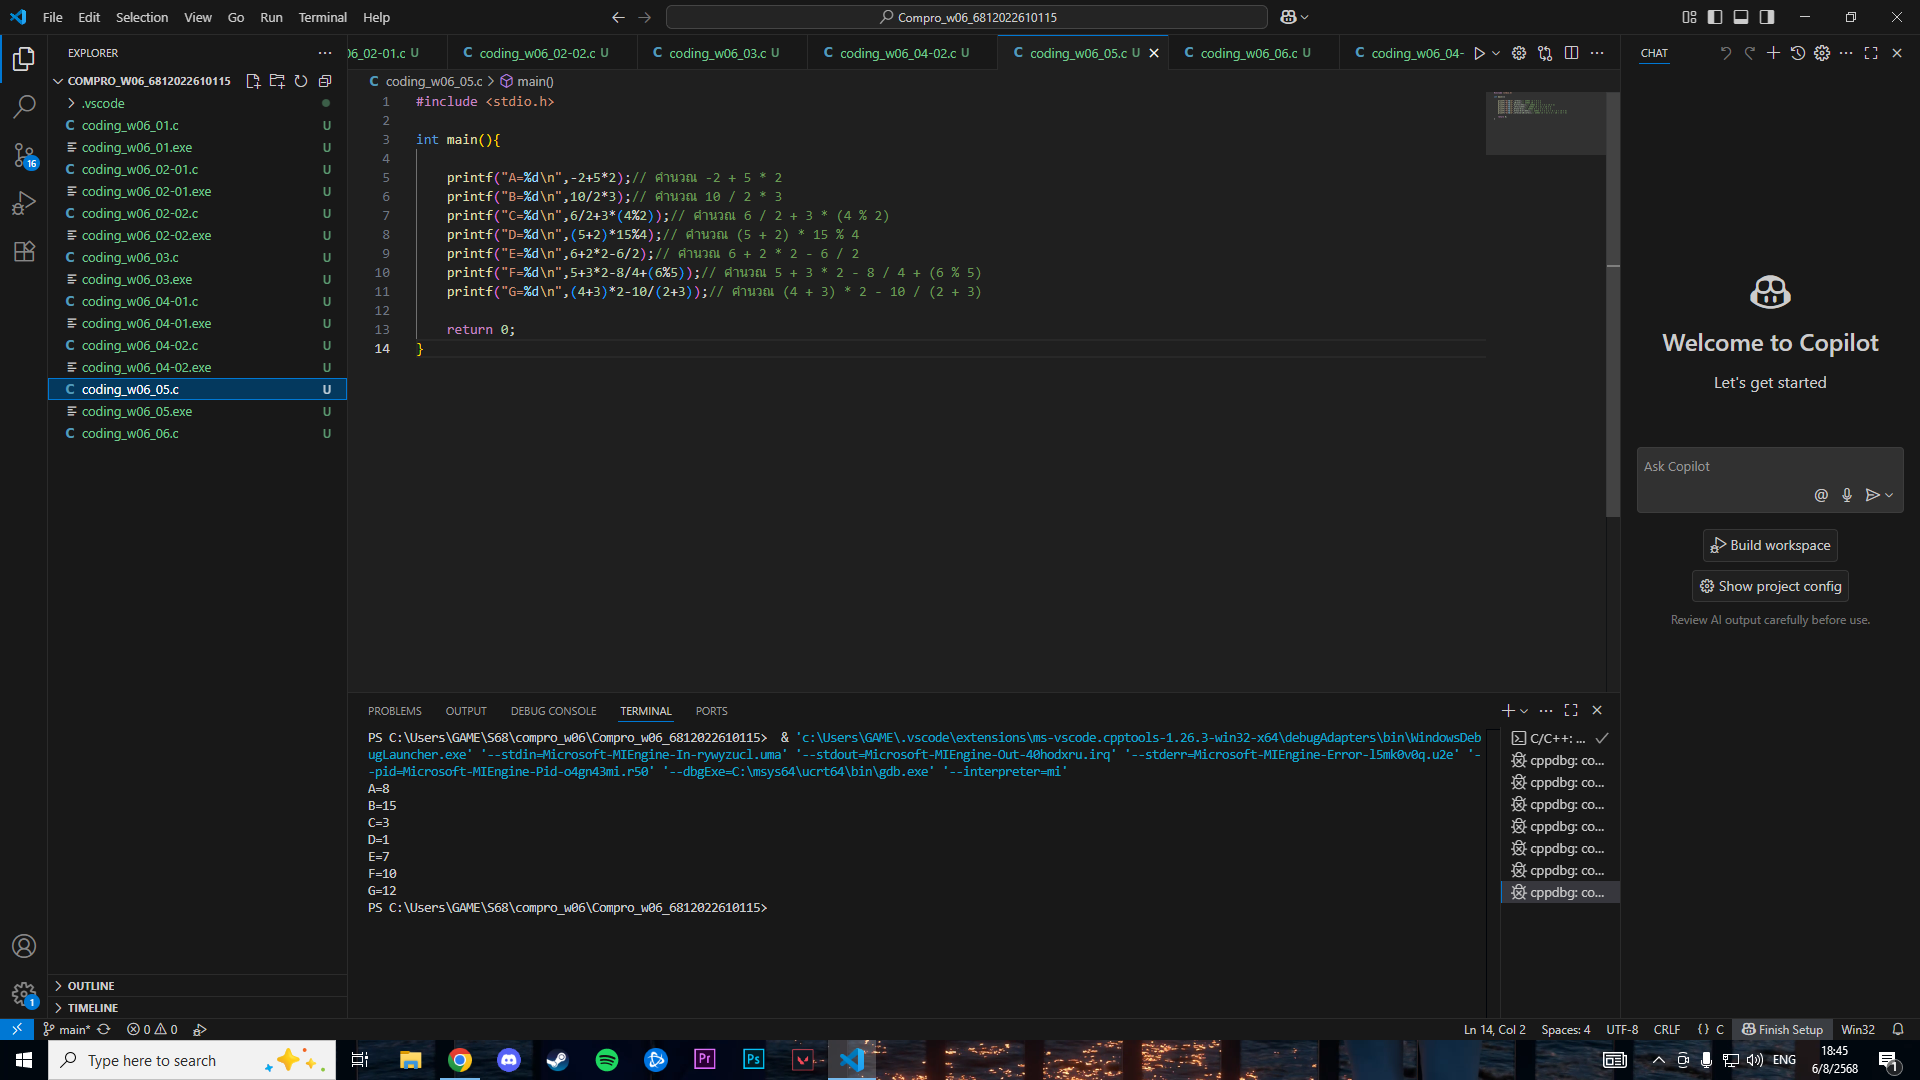 File Edit Selection View Go Run Terminal Help
Compro_w06_6812022610115
EXPLORER
COMPRO_W06_6812022610115
.vscode
coding_w06_01.c U
coding_w06_01.exe U
coding_w06_02-01.c U
coding_w06_02-01.exe U
coding_w06_02-02.c U
coding_w06_02-02.exe U
coding_w06_03.c U
coding_w06_03.exe U
coding_w06_04-01.c U
coding_w06_04-01.exe U
coding_w06_04-02.c U
coding_w06_04-02.exe U
coding_w06_05.c U
coding_w06_05.exe U
coding_w06_06.c U
OUTLINE
TIMELINE
16
1
06_02-01.c U C coding_w06_02-02.c U C coding_w06_03.c U C coding_w06_04-02.c U C coding_w06_05.c U C coding_w06_06.c U C coding_w06_04-
C coding_w06_05.c > main()
1 #include <stdio.h>
2
3 int main(){
4
5 printf("A=%d\n",-2+5*2);// คำนวณ -2 + 5 * 2
6 printf("B=%d\n",10/2*3);// คำนวณ 10 / 2 * 3
7 printf("C=%d\n",6/2+3*(4%2));// คำนวณ 6 / 2 + 3 * (4 % 2)
8 printf("D=%d\n",(5+2)*15%4);// คำนวณ (5 + 2) * 15 % 4
9 printf("E=%d\n",6+2*2-6/2);// คำนวณ 6 + 2 * 2 - 6 / 2
10 printf("F=%d\n",5+3*2-8/4+(6%5));// คำนวณ 5 + 3 * 2 - 8 / 4 + (6 % 5)
11 printf("G=%d\n",(4+3)*2-10/(2+3));// คำนวณ (4 + 3) * 2 - 10 / (2 + 3)
12
13 return 0;
14 }
PROBLEMS OUTPUT DEBUG CONSOLE TERMINAL PORTS
PS C:\Users\GAME\S68\compro_w06\Compro_w06_6812022610115> & 'c:\Users\GAME\.vscode\extensions\ms-vscode.cpptools-1.26.3-win32-x64\debugAdapters\bin\WindowsDeb
ugLauncher.exe' '--stdin=Microsoft-MIEngine-In-rywyzucl.uma' '--stdout=Microsoft-MIEngine-Out-40hodxru.irq' '--stderr=Microsoft-MIEngine-Error-l5mk0v0q.u2e' '-
-pid=Microsoft-MIEngine-Pid-o4gn43mi.r50' '--dbgExe=C:\msys64\ucrt64\bin\gdb.exe' '--interpreter=mi'
A=8
B=15
C=3
D=1
E=7
F=10
G=12
PS C:\Users\GAME\S68\compro_w06\Compro_w06_6812022610115>
C/C++: ...
cppdbg: co...
cppdbg: co...
cppdbg: co...
cppdbg: co...
cppdbg: co...
cppdbg: co...
cppdbg: co...
CHAT
Welcome to Copilot
Let's get started
Ask Copilot
Build workspace
Show project config
Review AI output carefully before use.
main* 0 0 Ln 14, Col 2 Spaces: 4 UTF-8 CRLF {} C Finish Setup Win32
Type here to search
Pr
Ps
ENG
18:45
6/8/2568
1